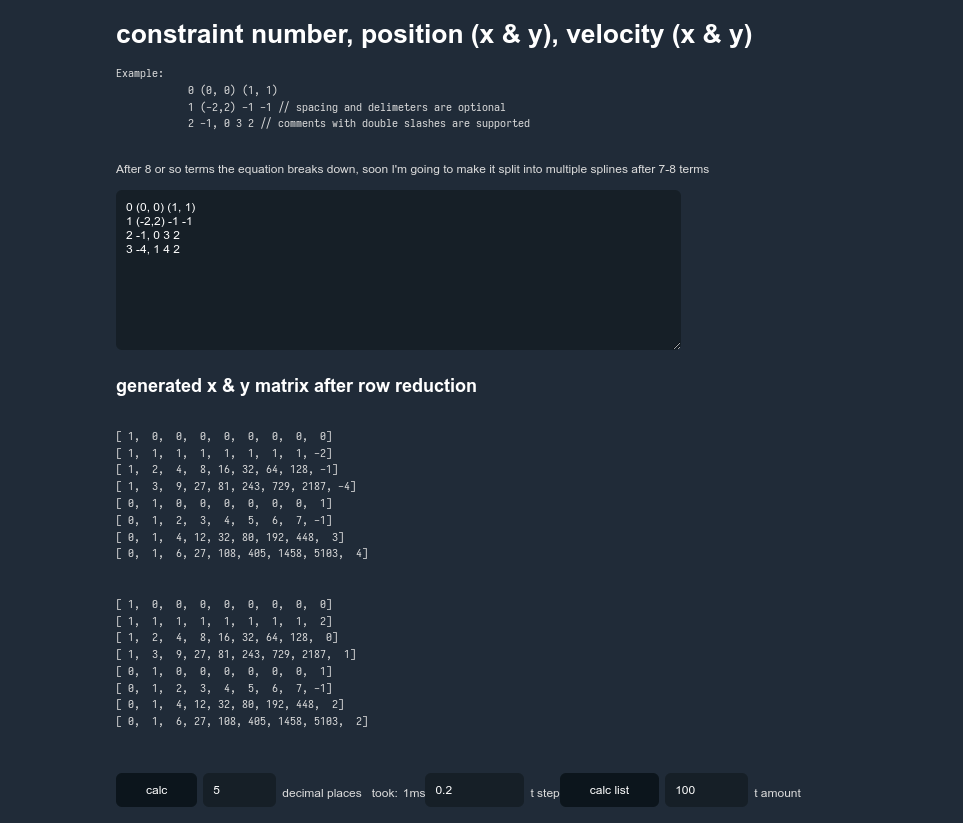 constraint number, position (x & y), velocity (x & y)
Example:
0 (0, 0) (1, 1)
1 (-2,2) -1 -1 // spacing and delimeters are optional
2 -1, 0 3 2 // comments with double slashes are supported
After 8 or so terms the equation breaks down, soon I'm going to make it split into multiple splines after 7-8 terms
0 (0, 0) (1, 1)
1 (-2,2) -1 -1
2 -1, 0 3 2
3 -4, 1 4 2
generated x & y matrix after row reduction
[ 1, 0, 0, 0, 0, 0, 0, 0, 0]
[ 1, 1, 1, 1, 1, 1, 1, 1, -2]
[ 1, 2, 4, 8, 16, 32, 64, 128, -1]
[ 1, 3, 9, 27, 81, 243, 729, 2187, -4]
[ 0, 1, 0, 0, 0, 0, 0, 0, 1]
[ 0, 1, 2, 3, 4, 5, 6, 7, -1]
[ 0, 1, 4, 12, 32, 80, 192, 448, 3]
[ 0, 1, 6, 27, 108, 405, 1458, 5103, 4]
[ 1, 0, 0, 0, 0, 0, 0, 0, 0]
[ 1, 1, 1, 1, 1, 1, 1, 1, 2]
[ 1, 2, 4, 8, 16, 32, 64, 128, 0]
[ 1, 3, 9, 27, 81, 243, 729, 2187, 1]
[ 0, 1, 0, 0, 0, 0, 0, 0, 1]
[ 0, 1, 2, 3, 4, 5, 6, 7, -1]
[ 0, 1, 4, 12, 32, 80, 192, 448, 2]
[ 0, 1, 6, 27, 108, 405, 1458, 5103, 2]
calc 5 decimal places took: 1ms 0.2 t step calc list 100 t amount